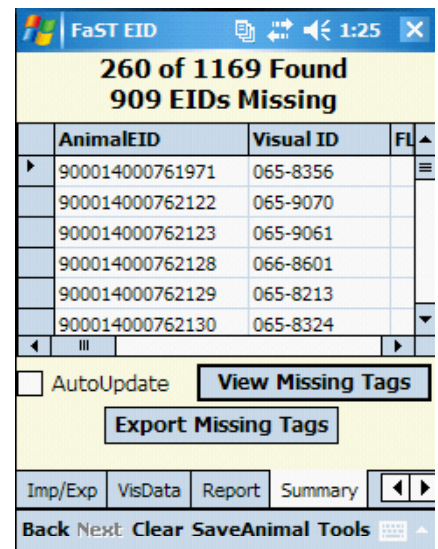 FaST EID 1:25
260 of 1169 Found
909 EIDs Missing
AnimalEID Visual ID FL
900014000761971 065-8356
900014000762122 065-9070
900014000762123 065-9061
900014000762128 066-8601
900014000762129 065-8213
900014000762130 065-8324
AutoUpdate View Missing Tags
Export Missing Tags
Imp/Exp VisData Report Summary
Back Next Clear SaveAnimal Tools